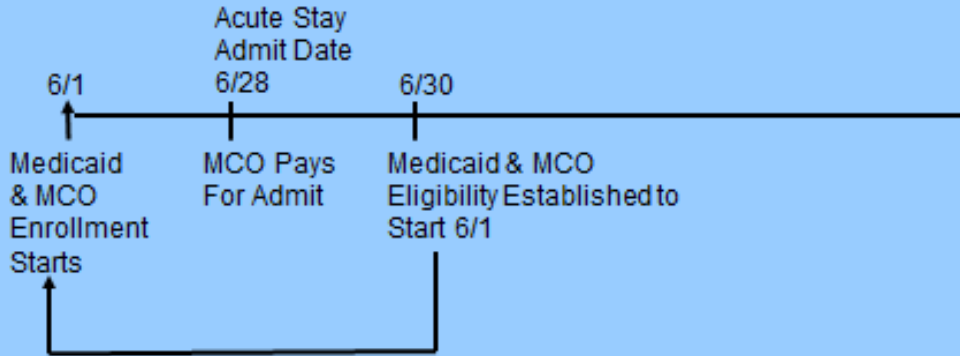 Acute Stay
Admit Date
6/1
6/28
6/30
Medicaid
& MCO
Enrollment
Starts
MCO Pays
For Admit
Medicaid & MCO
Eligibility Established to
Start 6/1